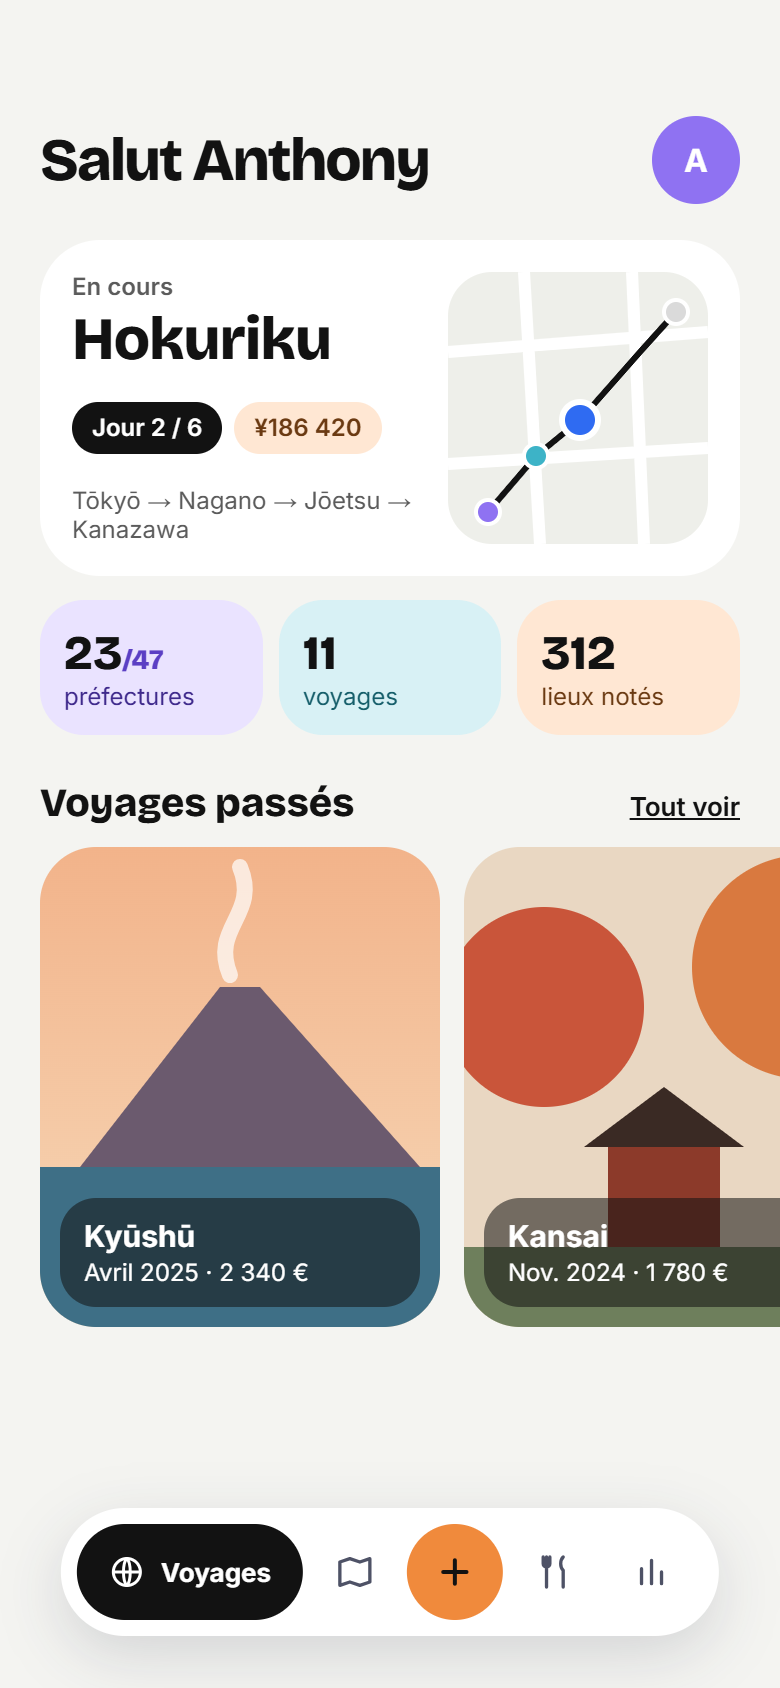 Salut Anthony
A
En cours
Hokuriku
Jour 2 / 6
¥186 420
Tōkyō → Nagano → Jōetsu →
Kanazawa
23/47
préfectures
11
voyages
312
lieux notés
Voyages passés
Tout voir
Kyūshū
Avril 2025 · 2 340 €
Kansai
Nov. 2024 · 1 780 €
Voyages